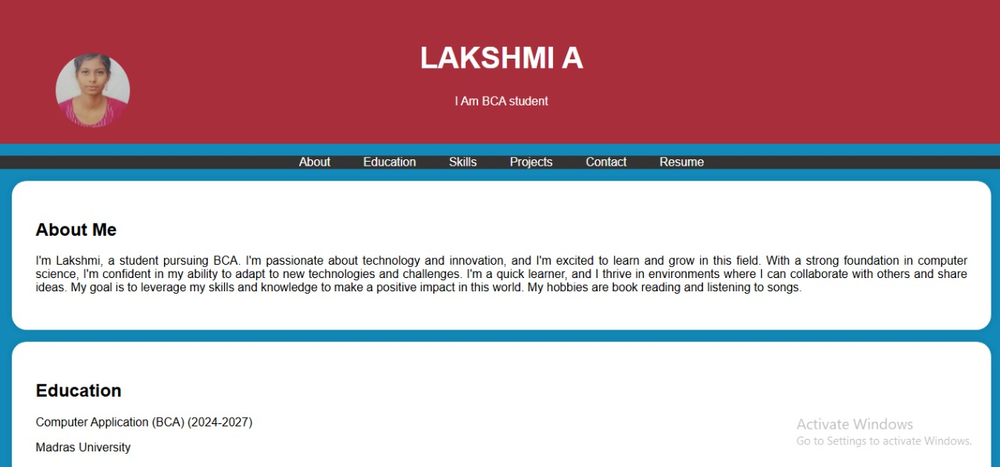 LAKSHMI A
I Am BCA student
About Education Skills Projects Contact Resume
About Me
I'm Lakshmi, a student pursuing BCA. I'm passionate about technology and innovation, and I'm excited to learn and grow in this field. With a strong foundation in computer
science, I'm confident in my ability to adapt to new technologies and challenges. I'm a quick learner, and I thrive in environments where I can collaborate with others and share
ideas. My goal is to leverage my skills and knowledge to make a positive impact in this world. My hobbies are book reading and listening to songs.
Education
Computer Application (BCA) (2024-2027)
Madras University
Activate Windows
Go to Settings to activate Windows.